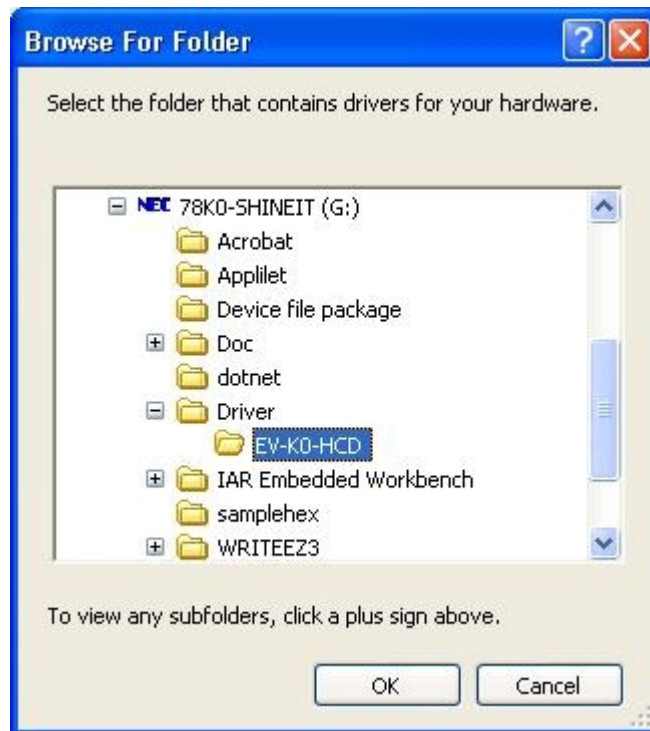 Browse For Folder
Select the folder that contains drivers for your hardware.
NEC 78K0-SHINEIT (G:)
Acrobat
Applilet
Device file package
Doc
dotnet
Driver
EV-K0-HCD
IAR Embedded Workbench
samplehex
WRITEEZ3
To view any subfolders, click a plus sign above.
OK Cancel